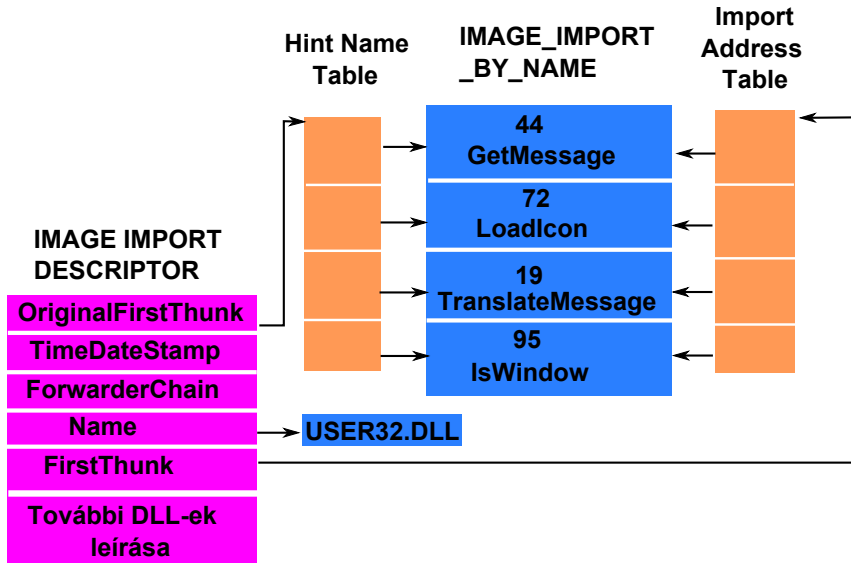 Hint Name
Table
IMAGE_IMPORT
_BY_NAME
Import
Address
Table
44
GetMessage
72
LoadIcon
19
TranslateMessage
95
IsWindow
IMAGE IMPORT
DESCRIPTOR
OriginalFirstThunk
TimeDateStamp
ForwarderChain
Name
USER32.DLL
FirstThunk
További DLL-ek
leírása